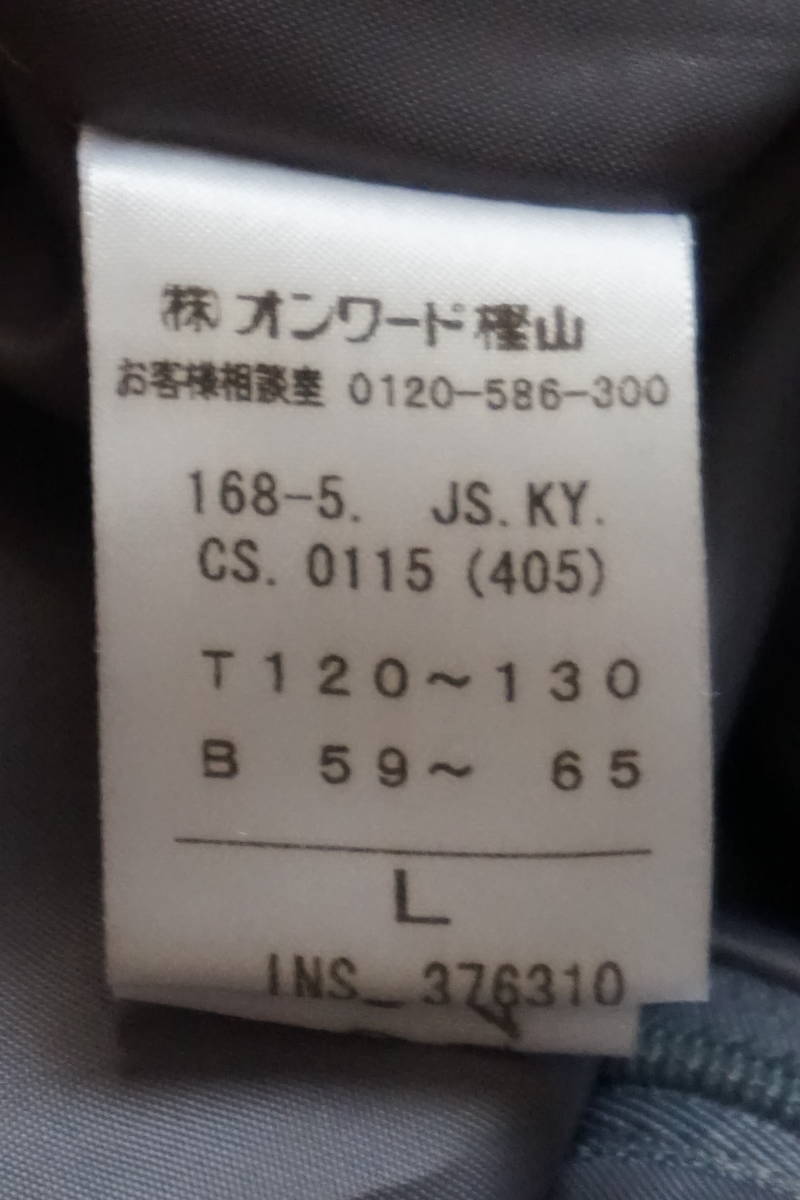 ㈱オンワード樫山
お客様相談室 0120-586-300
168-5. JS.KY.
CS.0115(405)
T120~130
B 59~ 65
L
INS_376310